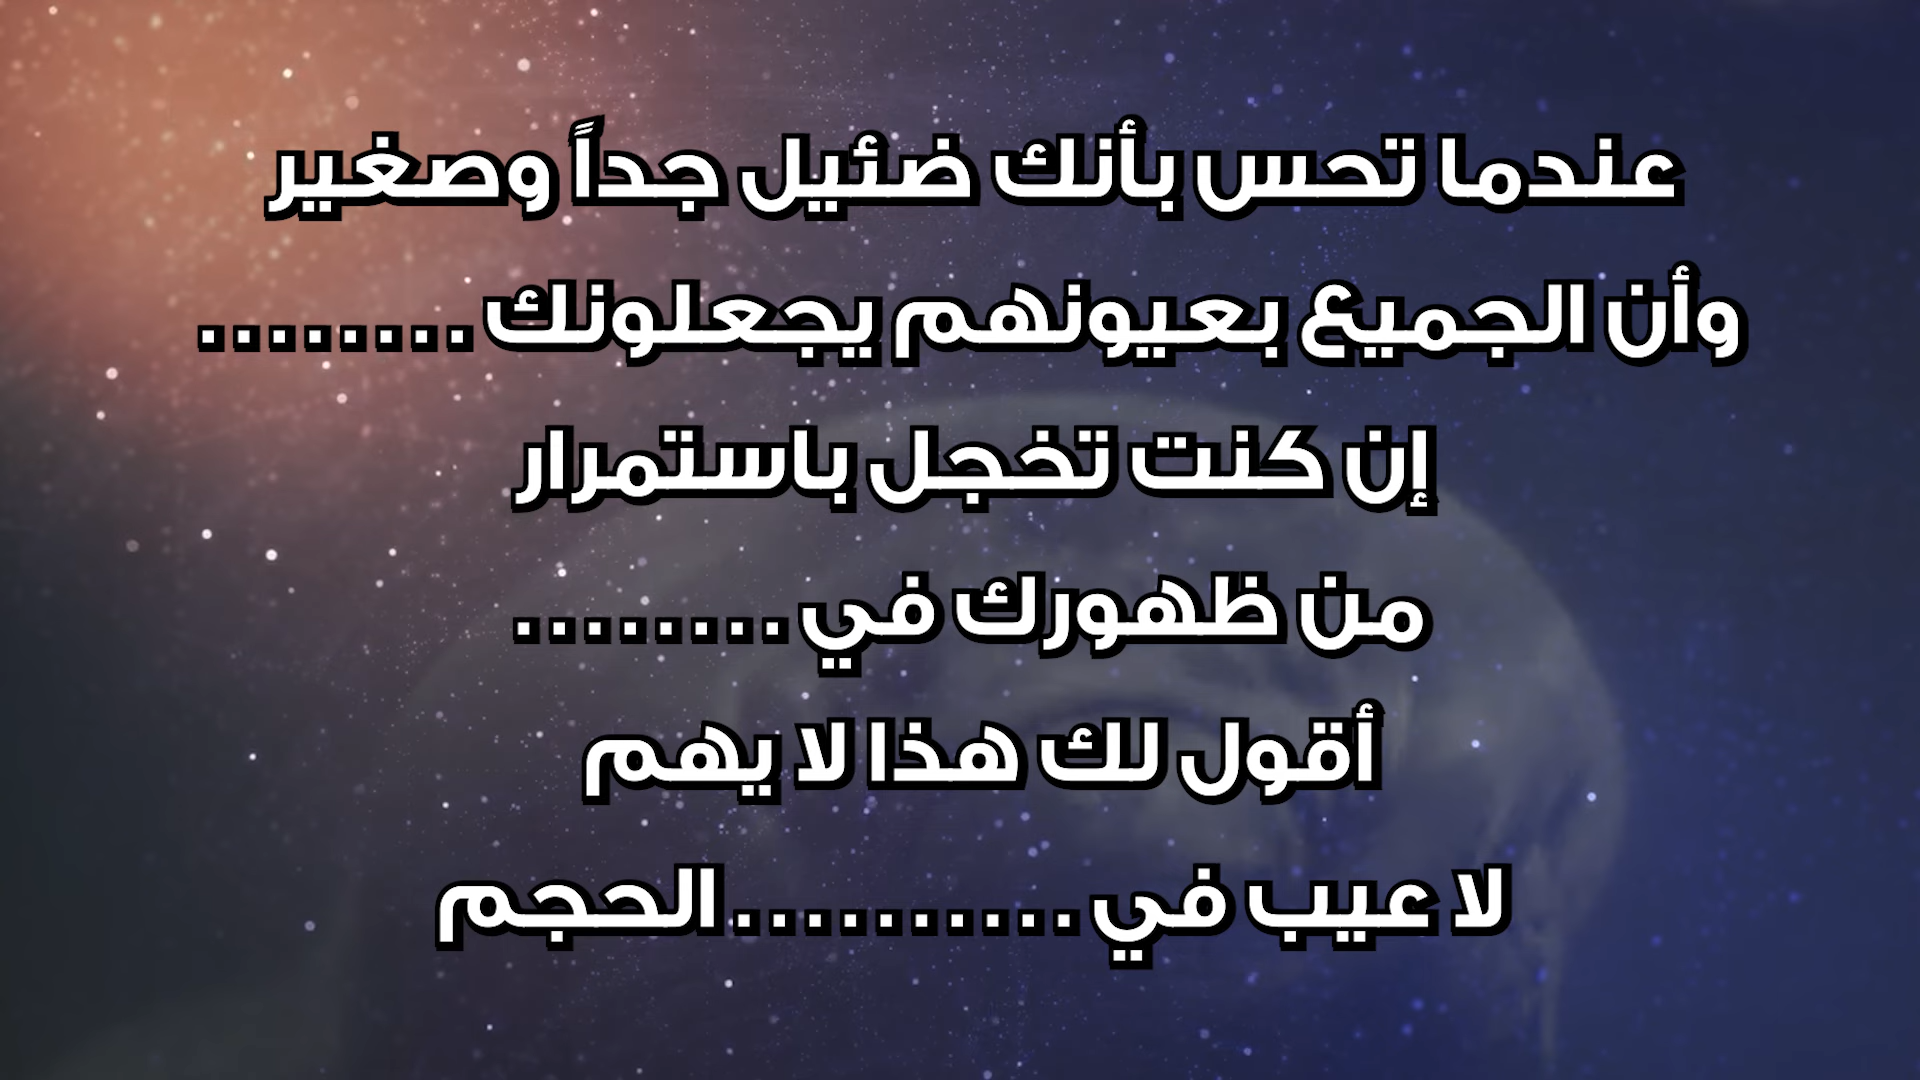 عندما تحس بأنك ضئيل جداً وصغير
وأن الجميع بعيونهم يجعلونك ........
إن كنت تخجل باستمرار
من ظهورك في ........
أقول لك هذا لا يهم
لا عيب في .......... الحجم